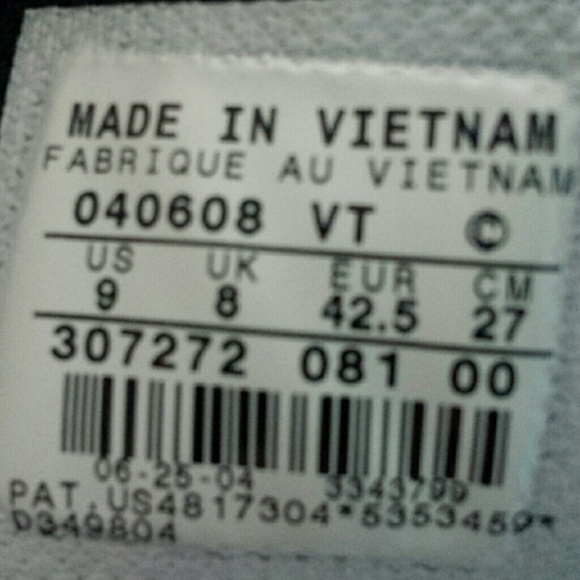 MADE IN VIETNAM
FABRIQUE AU VIETNAM
040608 VT ©
US UK EUR CM
9 8 42.5 27
307272 081 00
06-25-04 3343799
PAT.US4817304*5353459*
D349804